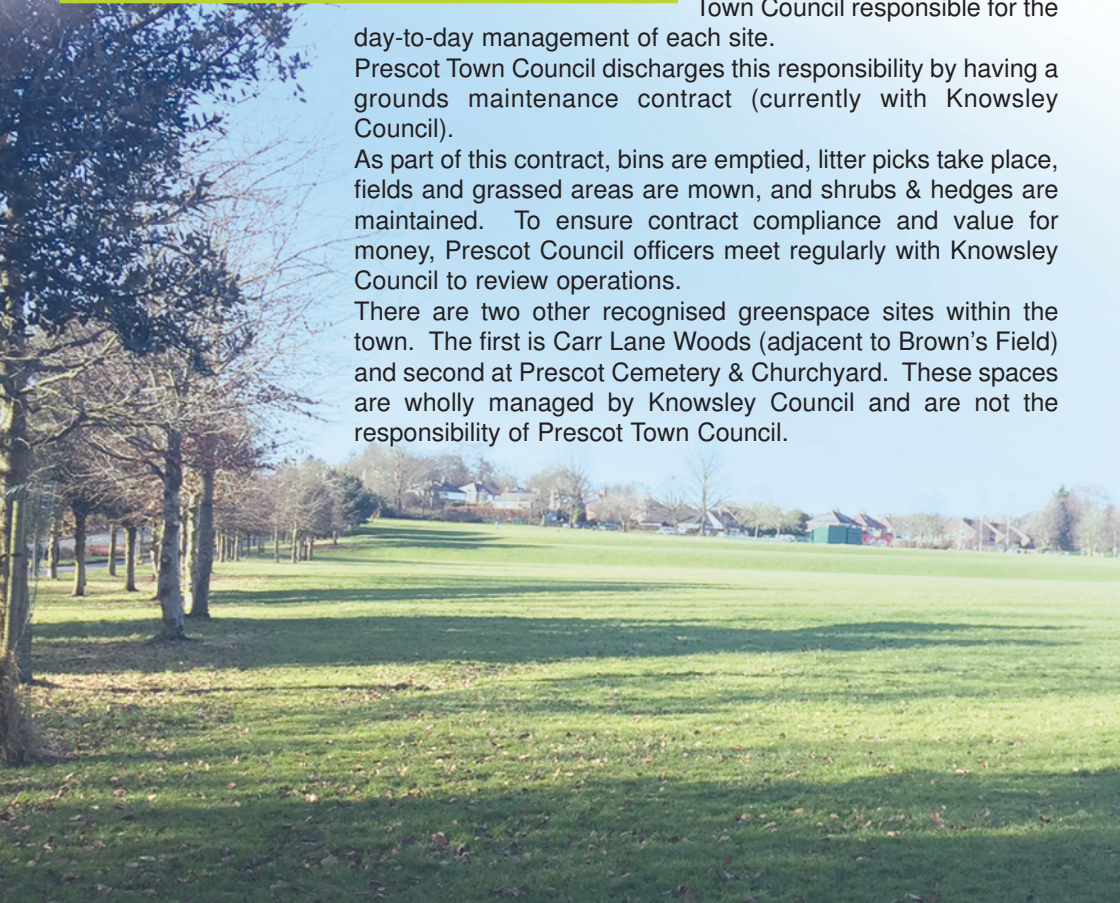 Town Council responsible for the
day-to-day management of each site.
Prescot Town Council discharges this responsibility by having a
grounds maintenance contract (currently with Knowsley
Council).
As part of this contract, bins are emptied, litter picks take place,
fields and grassed areas are mown, and shrubs & hedges are
maintained. To ensure contract compliance and value for
money, Prescot Council officers meet regularly with Knowsley
Council to review operations.
There are two other recognised greenspace sites within the
town. The first is Carr Lane Woods (adjacent to Brown's Field)
and second at Prescot Cemetery & Churchyard. These spaces
are wholly managed by Knowsley Council and are not the
responsibility of Prescot Town Council.